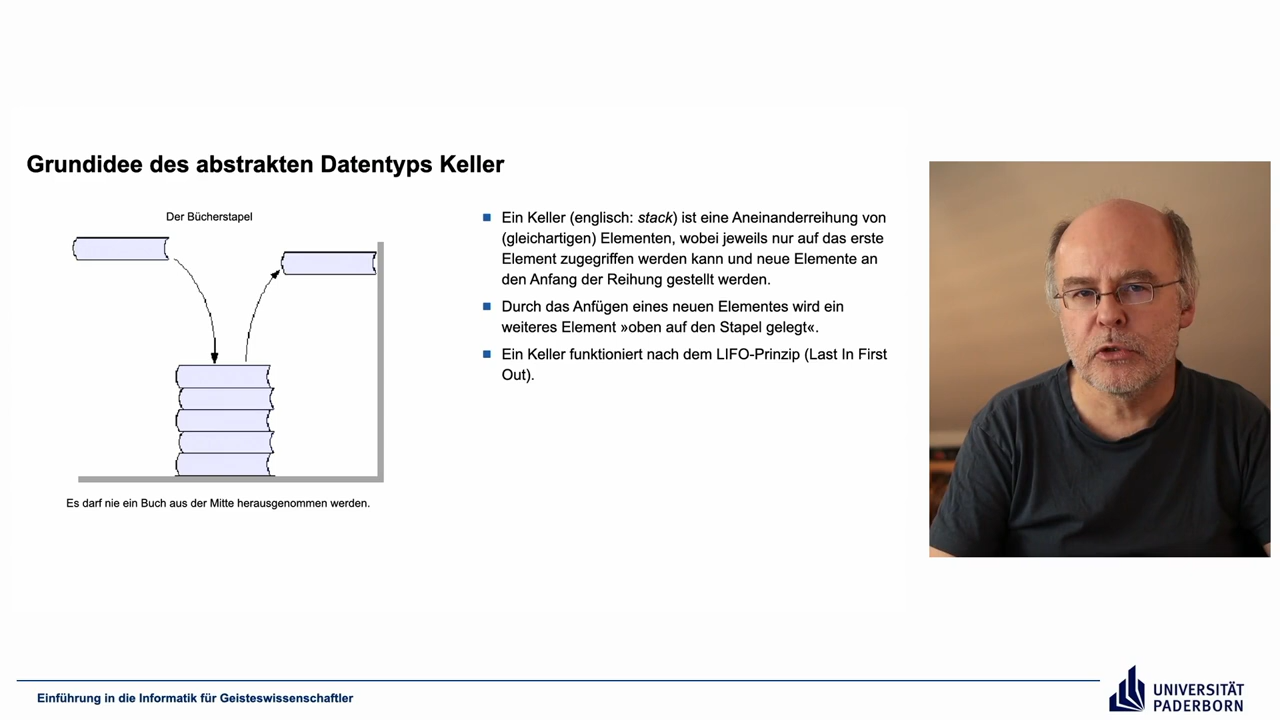 Grundidee des abstrakten Datentyps Keller
Der Bücherstapel
Es darf nie ein Buch aus der Mitte herausgenommen werden.
Ein Keller (englisch: stack) ist eine Aneinanderreihung von
(gleichartigen) Elementen, wobei jeweils nur auf das erste
Element zugegriffen werden kann und neue Elemente an
den Anfang der Reihung gestellt werden.
Durch das Anfügen eines neuen Elementes wird ein
weiteres Element »oben auf den Stapel gelegt«.
Ein Keller funktioniert nach dem LIFO-Prinzip (Last In First
Out).
Einführung in die Informatik für Geisteswissenschaftler
UNIVERSITÄT
PADERBORN